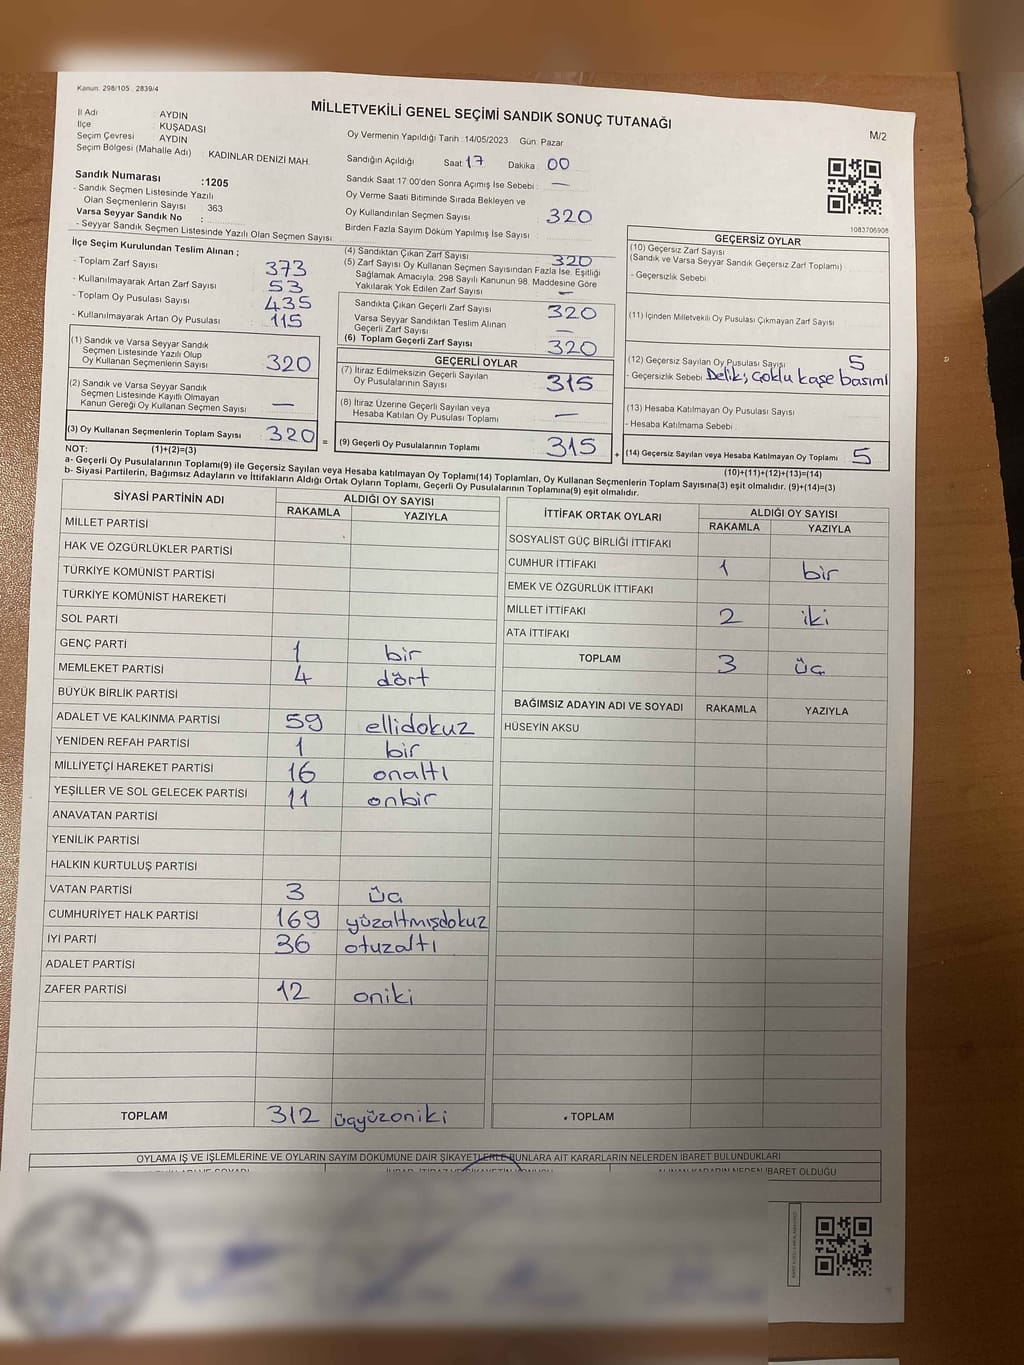 Kanun. 298/105 2839/4
MİLLETVEKİLİ GENEL SEÇİMİ SANDIK SONUÇ TUTANAĞI
M/2
İl Adı : AYDIN
İlçe : KUŞADASI
Seçim Çevresi : AYDIN
Seçim Bölgesi (Mahalle Adı) : KADINLAR DENİZİ MAH.
Oy Vermenin Yapıldığı Tarih :14/05/2023 Gün: Pazar
Sandığın Açıldığı Saat: 17 Dakika : 00
Sandık Saat 17:00'den Sonra Açımış İse Sebebi : —
Oy Verme Saati Bitiminde Sırada Bekleyen ve
Oy Kullandırılan Seçmen Sayısı 320
Birden Fazla Sayım Döküm Yapılmış İse Sayısı :
Sandık Numarası :1205
- Sandık Seçmen Listesinde Yazılı
Olan Seçmenlerin Sayısı : 363
Varsa Seyyar Sandık No :
- Seyyar Sandık Seçmen Listesinde Yazılı Olan Seçmen Sayısı:
1083706908
İlçe Seçim Kurulundan Teslim Alınan ;
- Toplam Zarf Sayısı 373
- Kullanılmayarak Artan Zarf Sayısı : 53
- Toplam Oy Pusulası Sayısı 435
- Kullanılmayarak Artan Oy Pusulası : 115
(1) Sandık ve Varsa Seyyar Sandık
Seçmen Listesinde Yazılı Olup
Oy Kullanan Seçmenlerin Sayısı : 320
(2) Sandık ve Varsa Seyyar Sandık
Seçmen Listesinde Kayıtlı Olmayan
Kanun Gereği Oy Kullanan Seçmen Sayısı : —
(3) Oy Kullanan Seçmenlerin Toplam Sayısı : 320 =
(4) Sandıktan Çıkan Zarf Sayısı : 320
(5) Zarf Sayısı Oy Kullanan Seçmen Sayısından Fazla İse. Eşitliği
Sağlamak Amacıyla: 298 Sayılı Kanunun 98. Maddesine Göre
Yakılarak Yok Edilen Zarf Sayısı : —
Sandıkta Çıkan Geçerli Zarf Sayısı : 320
Varsa Seyyar Sandıktan Teslim Alınan
Geçerli Zarf Sayısı : —
(6) Toplam Geçerli Zarf Sayısı : 320
GEÇERLİ OYLAR
(7) İtiraz Edilmeksizin Geçerli Sayılan
Oy Pusulalarının Sayısı : 315
(8) İtiraz Üzerine Geçerli Sayılan veya
Hesaba Katılan Oy Pusulası Toplamı : —
(9) Geçerli Oy Pusulalarının Toplamı : 315 +
GEÇERSİZ OYLAR
(10) Geçersiz Zarf Sayısı
(Sandık ve Varsa Seyyar Sandık Geçersiz Zarf Toplamı) :
- Geçersizlik Sebebi :
(11) İçinden Milletvekili Oy Pusulası Çıkmayan Zarf Sayısı :
(12) Geçersiz Sayılan Oy Pusulası Sayısı : 5
- Geçersizlik Sebebi : Delik; çoklu kaşe basımı
(13) Hesaba Katılmayan Oy Pusulası Sayısı :
- Hesaba Katılmama Sebebi :
(14) Geçersiz Sayılan veya Hesaba Katılmayan Oy Toplamı : 5
NOT: (1)+(2)=(3)
(10)+(11)+(12)+(13)=(14)
a- Geçerli Oy Pusulalarının Toplamı(9) ile Geçersiz Sayılan veya Hesaba katılmayan Oy Toplamı(14) Toplamları, Oy Kullanan Seçmenlerin Toplam Sayısına(3) eşit olmalıdır. (9)+(14)=(3)
b- Siyasi Partilerin, Bağımsız Adayların ve İttifakların Aldığı Ortak Oyların Toplamı, Geçerli Oy Pusulalarının Toplamına(9) eşit olmalıdır.
SİYASİ PARTİNİN ADI ALDIĞI OY SAYISI
RAKAMLA YAZIYLA
MİLLET PARTİSİ
HAK VE ÖZGÜRLÜKLER PARTİSİ
TÜRKİYE KOMÜNİST PARTİSİ
TÜRKİYE KOMÜNİST HAREKETİ
SOL PARTİ
GENÇ PARTİ 1 bir
MEMLEKET PARTİSİ 4 dört
BÜYÜK BİRLİK PARTİSİ
ADALET VE KALKINMA PARTİSİ 59 ellidokuz
YENİDEN REFAH PARTİSİ 1 bir
MİLLİYETÇİ HAREKET PARTİSİ 16 onaltı
YEŞİLLER VE SOL GELECEK PARTİSİ 11 onbir
ANAVATAN PARTİSİ
YENİLİK PARTİSİ
HALKIN KURTULUŞ PARTİSİ
VATAN PARTİSİ 3 üç
CUMHURİYET HALK PARTİSİ 169 yüzaltmışdokuz
İYİ PARTİ 36 otuzaltı
ADALET PARTİSİ
ZAFER PARTİSİ 12 oniki
TOPLAM 312 üçyüzoniki
İTTİFAK ORTAK OYLARI ALDIĞI OY SAYISI
RAKAMLA YAZIYLA
SOSYALİST GÜÇ BİRLİĞİ İTTİFAKI
CUMHUR İTTİFAKI 1 bir
EMEK VE ÖZGÜRLÜK İTTİFAKI
MİLLET İTTİFAKI 2 iki
ATA İTTİFAKI
TOPLAM 3 üç
BAĞIMSIZ ADAYIN ADI VE SOYADI RAKAMLA YAZIYLA
HÜSEYİN AKSU
TOPLAM
OYLAMA İŞ VE İŞLEMLERİNE VE OYLARIN SAYIM DÖKÜMÜNE DAİR ŞİKAYETLERLE BUNLARA AİT KARARLARIN NELERDEN İBARET BULUNDUKLARI
ALINAN KARARIN NEDEN İBARET OLDUĞU